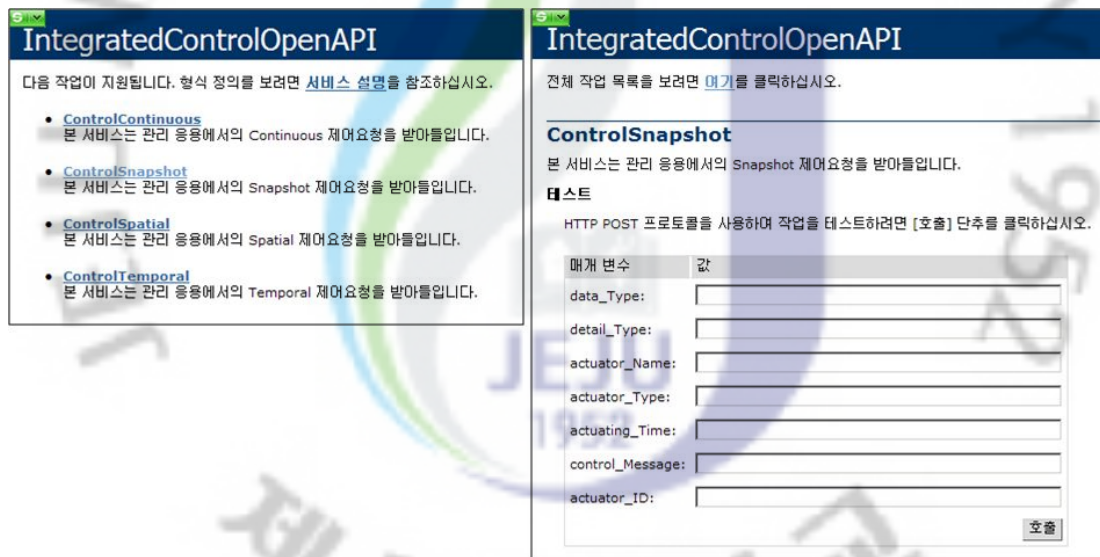 IntegratedControlOpenAPI
다음 작업이 지원됩니다. 형식 정의를 보려면 서비스 설명을 참조하십시오.
ControlContinuous
본 서비스는 관리 응용에서의 Continuous 제어요청을 받아들입니다.
ControlSnapshot
본 서비스는 관리 응용에서의 Snapshot 제어요청을 받아들입니다.
ControlSpatial
본 서비스는 관리 응용에서의 Spatial 제어요청을 받아들입니다.
ControlTemporal
본 서비스는 관리 응용에서의 Temporal 제어요청을 받아들입니다.
IntegratedControlOpenAPI
전체 작업 목록을 보려면 여기를 클릭하십시오.
ControlSnapshot
본 서비스는 관리 응용에서의 Snapshot 제어요청을 받아들입니다.
테스트
HTTP POST 프로토콜을 사용하여 작업을 테스트하려면 [호출] 단추를 클릭하십시오.
매개 변수 값
data_Type:
detail_Type:
actuator_Name:
actuator_Type:
actuating_Time:
control_Message:
actuator_ID:
호출
JEJU
1952
1952